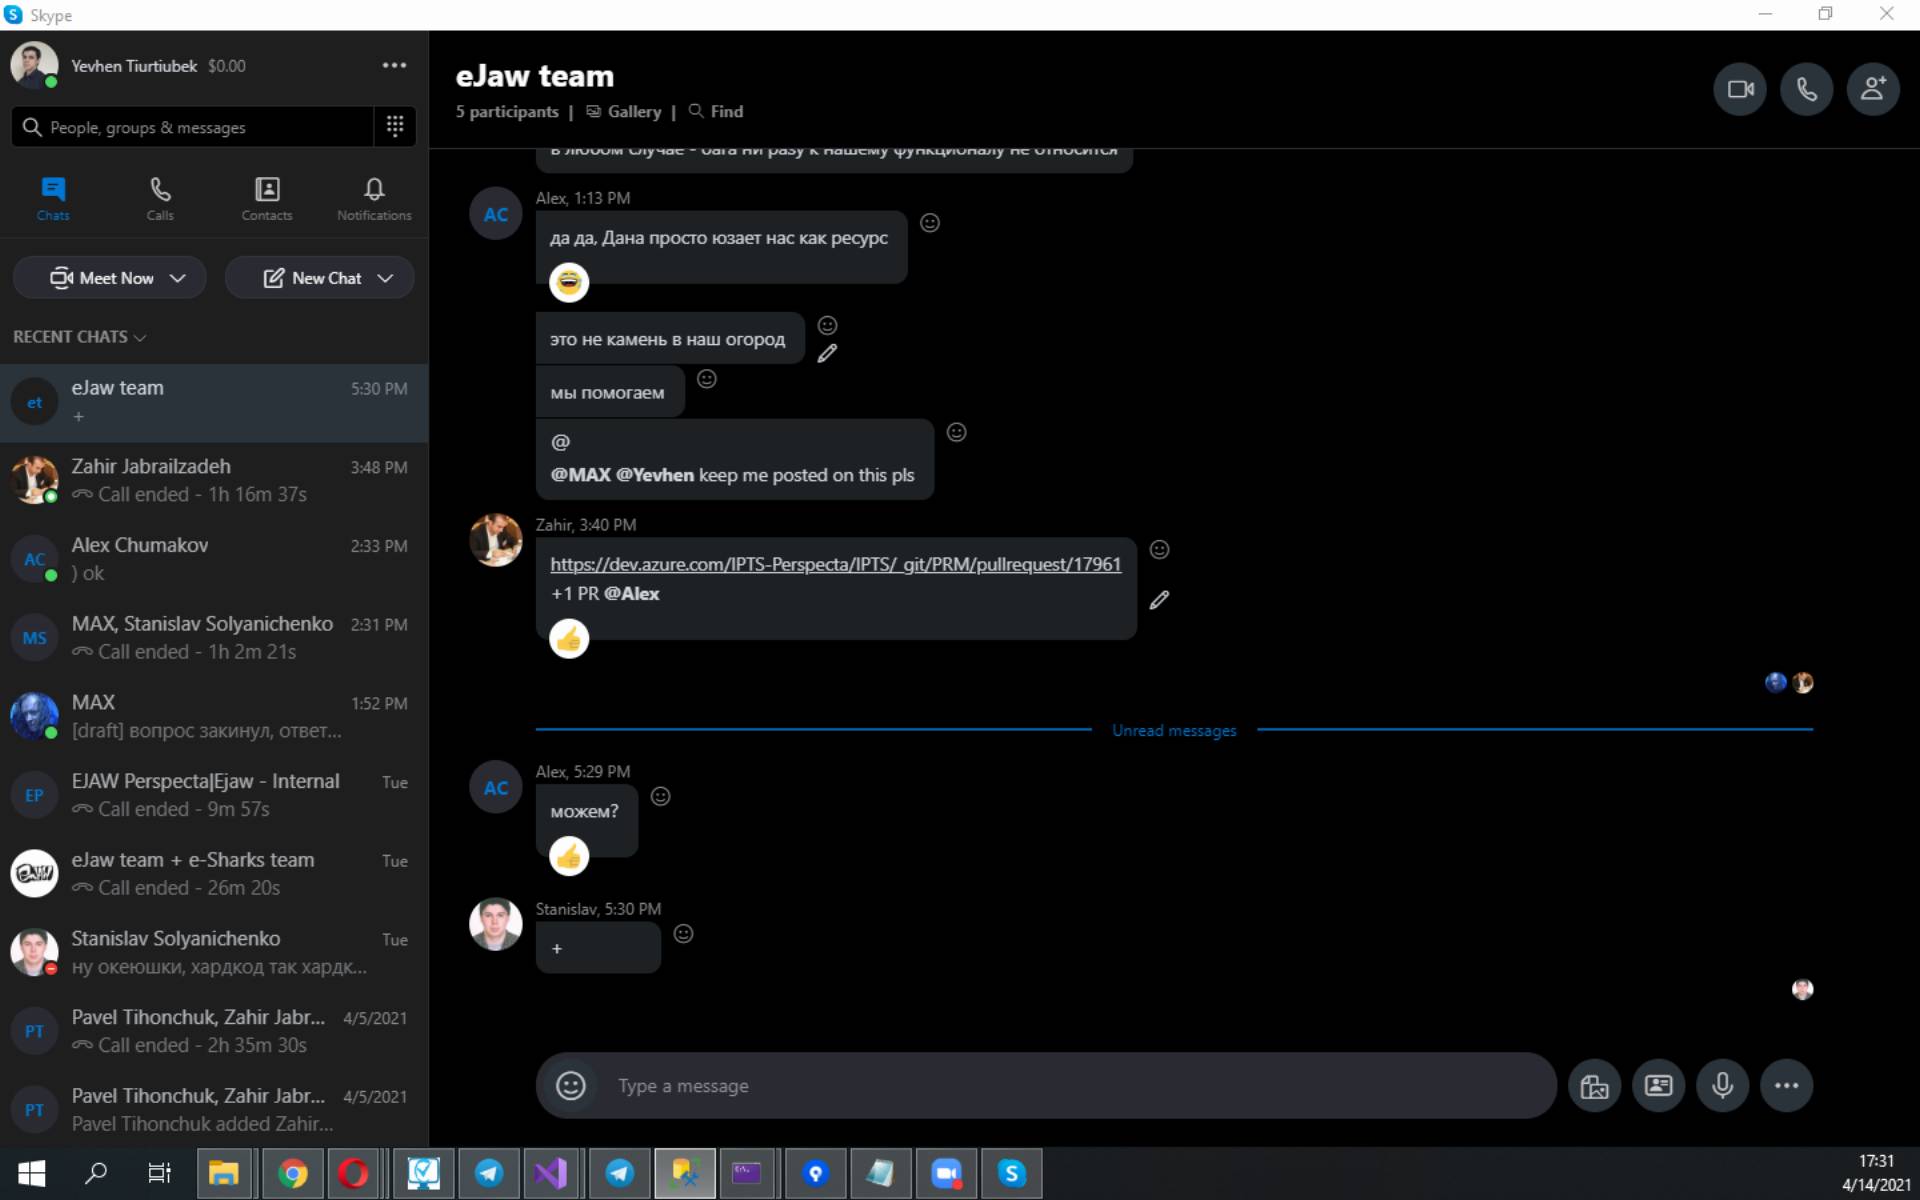 Skype
Yevhen Tiurtiubek $0.00
People, groups & messages
Chats
Calls
Contacts
Notifications
Meet Now
New Chat
RECENT CHATS
eJaw team 5:30 PM
+
Zahir Jabrailzadeh 3:48 PM
Call ended - 1h 16m 37s
Alex Chumakov 2:33 PM
) ok
MAX, Stanislav Solyanichenko 2:31 PM
Call ended - 1h 2m 21s
MAX 1:52 PM
[draft] вопрос закинул, ответ...
EJAW Perspecta|Ejaw - Internal Tue
Call ended - 9m 57s
eJaw team + e-Sharks team Tue
Call ended - 26m 20s
Stanislav Solyanichenko Tue
ну океюшки, хардкод так хардк...
Pavel Tihonchuk, Zahir Jabr... 4/5/2021
Call ended - 2h 35m 30s
Pavel Tihonchuk, Zahir Jabr... 4/5/2021
Pavel Tihonchuk added Zahir...
et
AC
MS
EP
PT
PT
eJaw team
5 participants | Gallery | Find
в любом случае - бага ни разу к нашему функционалу не относится
AC
Alex, 1:13 PM
да да, Дана просто юзает нас как ресурс
это не камень в наш огород
мы помогаем
@
@MAX @Yevhen keep me posted on this pls
Zahir, 3:40 PM
https://dev.azure.com/IPTS-Perspecta/IPTS/_git/PRM/pullrequest/17961
+1 PR @Alex
Unread messages
AC
Alex, 5:29 PM
можем?
Stanislav, 5:30 PM
+
Type a message
17:31
4/14/2021